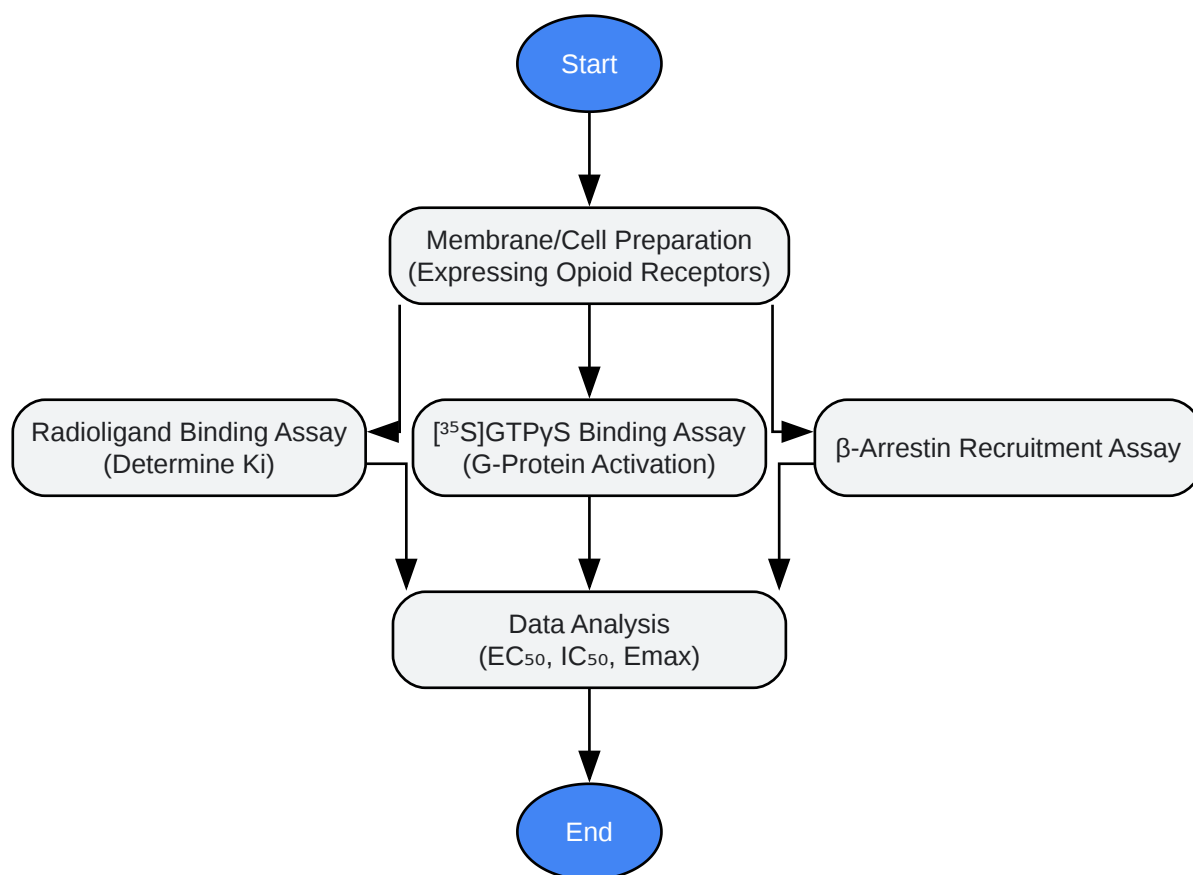 Start
Membrane/Cell Preparation
(Expressing Opioid Receptors)
Radioligand Binding Assay
(Determine Ki)
[³⁵S]GTPγS Binding Assay
(G-Protein Activation)
β-Arrestin Recruitment Assay
Data Analysis
(EC₅₀, IC₅₀, Emax)
End